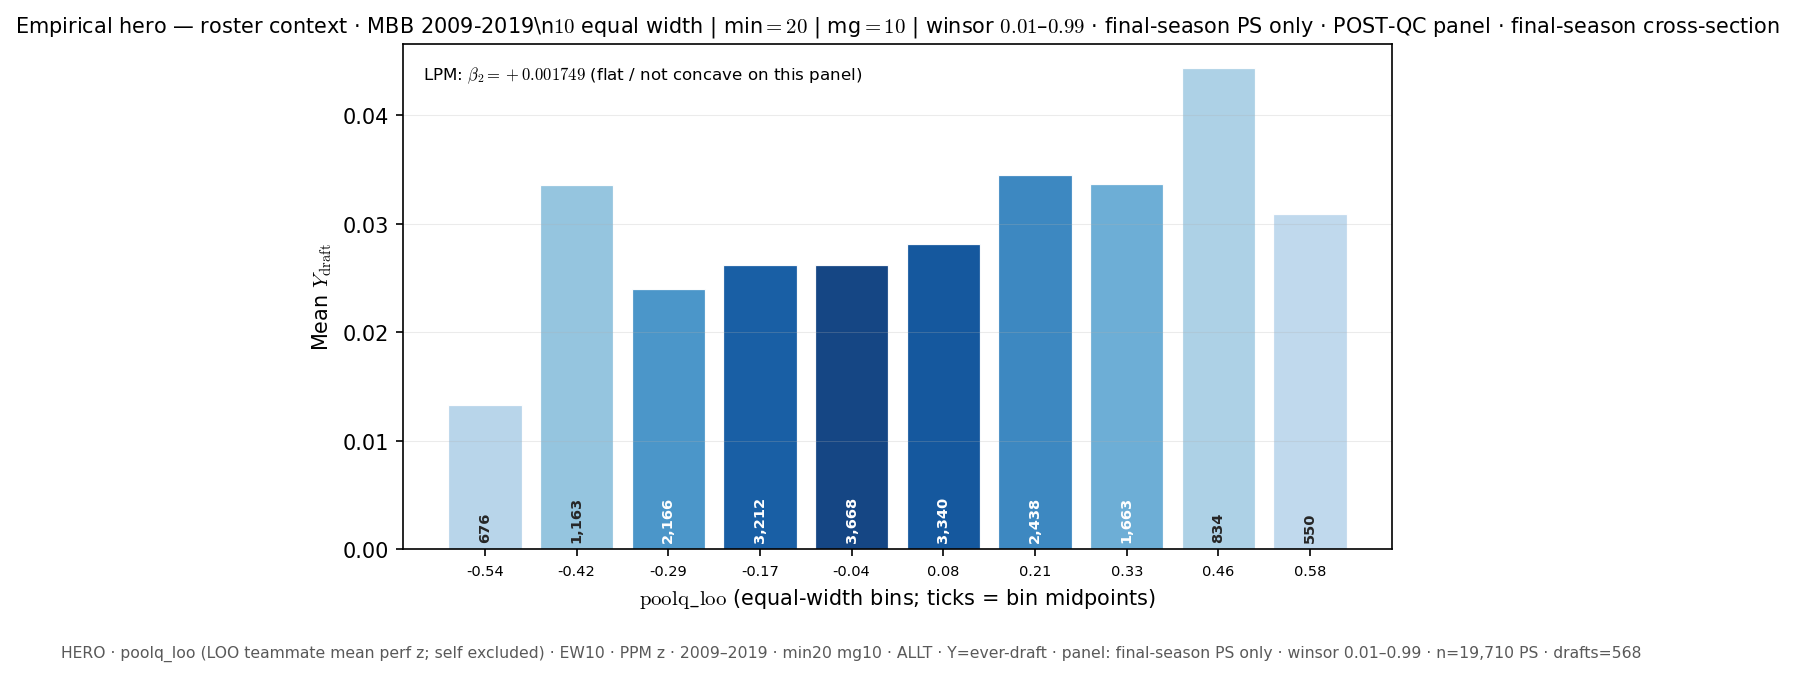 Empirical hero — roster context · MBB 2009-2019\n10 equal width | min = 20 | mg = 10 | winsor 0.01–0.99 · final-season PS only · POST-QC panel · final-season cross-section
LPM: β₂ = +0.001749 (flat / not concave on this panel)
Mean Y_draft
0.04
0.03
0.02
0.01
0.00
676
1,163
2,166
3,212
3,668
3,340
2,438
1,663
834
550
-0.54 -0.42 -0.29 -0.17 -0.04 0.08 0.21 0.33 0.46 0.58
poolq_loo (equal-width bins; ticks = bin midpoints)
HERO · poolq_loo (LOO teammate mean perf z; self excluded) · EW10 · PPM z · 2009–2019 · min20 mg10 · ALLT · Y=ever-draft · panel: final-season PS only · winsor 0.01–0.99 · n=19,710 PS · drafts=568